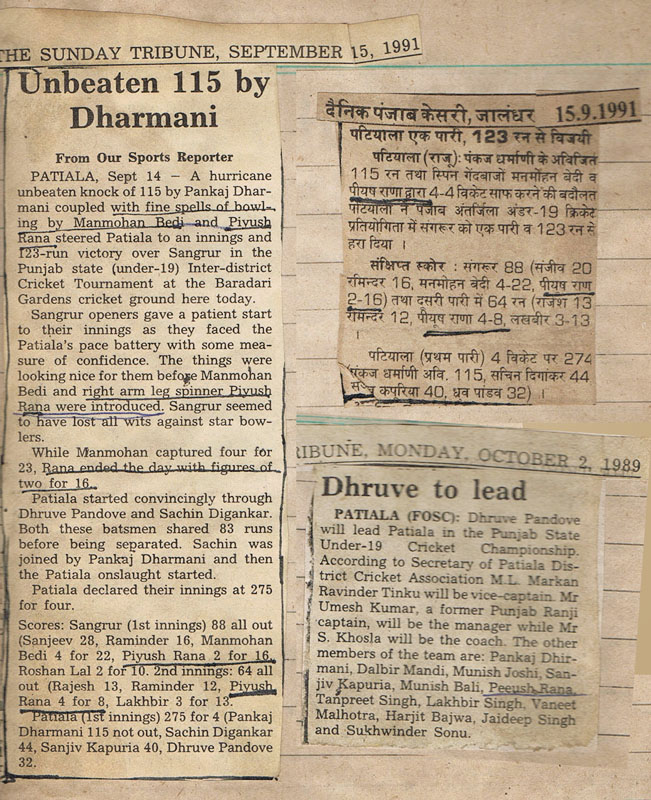 THE SUNDAY TRIBUNE, SEPTEMBER 15, 1991
Unbeaten 115 by
Dharmani
From Our Sports Reporter
PATIALA, Sept 14 – A hurricane
unbeaten knock of 115 by Pankaj Dhar-
mani coupled with fine spells of bowl-
ing by Manmohan Bedi and Piyush
Rana steered Patiala to an innings and
123-run victory over Sangrur in the
Punjab state (under-19) Inter-district
Cricket Tournament at the Baradari
Gardens cricket ground here today.
Sangrur openers gave a patient start
to their innings as they faced the
Patiala's pace battery with some mea-
sure of confidence. The things were
looking nice for them before Manmohan
Bedi and right arm leg spinner Piyush
Rana were introduced. Sangrur seemed
to have lost all wits against star bow-
lers.
While Manmohan captured four for
23, Rana ended the day with figures of
two for 16.
Patiala started convincingly through
Dhruve Pandove and Sachin Digankar.
Both these batsmen shared 83 runs
before being separated. Sachin was
joined by Pankaj Dharmani and then
the Patiala onslaught started.
Patiala declared their innings at 275
for four.
Scores: Sangrur (1st innings) 88 all out
(Sanjeev 28, Raminder 16, Manmohan
Bedi 4 for 22, Piyush Rana 2 for 16,
Roshan Lal 2 for 10. 2nd innings: 64 all
out (Rajesh 13, Raminder 12, Piyush
Rana 4 for 8, Lakhbir 3 for 13.
Patiala (1st innings) 275 for 4 (Pankaj
Dharmani 115 not out, Sachin Digankar
44, Sanjiv Kapuria 40, Dhruve Pandove
32.
दैनिक पंजाब केसरी, जालंधर 15.9.1991
पटियाला एक पारी, 123 रन से विजयी
पटियाला (राजू): पंकज धर्माणी के अविजित
115 रन तथा स्पिन गेंदबाजों मनमोहन बेदी व
पीयूष राणा द्वारा 4-4 विकेट साफ करने की बदौलत
पटियाला ने पंजाब अंतर्जिला अंडर-19 क्रिकेट
प्रतियोगिता में संगरूर को एक पारी व 123 रन से
हरा दिया ।
संक्षिप्त स्कोर : संगरूर 88 (संजीव 20
रमिन्दर 16, मनमोहन बेदी 4-22, पीयूष राण
2-16) तथा दूसरी पारी में 64 रन (राजेश 13
रमिन्दर 12, पीयूष राणा 4-8, लखबीर 3-13
पटियाला (प्रथम पारी) 4 विकेट पर 274
पंकज धर्माणी अवि. 115, सचिन दिगांकर 44
कपूरिया 40, ध्रुव पांडव 32) ।
RIBUNE, MONDAY, OCTOBER 2, 1989
Dhruve to lead
PATIALA (FOSC): Dhruve Pandove
will lead Patiala in the Punjab State
Under-19 Cricket Championship.
According to Secretary of Patiala Dis-
trict Cricket Association M.L. Markan
Ravinder Tinku will be vice-captain. Mr
Umesh Kumar, a former Punjab Ranji
captain, will be the manager while Mr
S. Khosla will be the coach. The other
members of the team are: Pankaj Dhir-
mani, Dalbir Mandi, Munish Joshi, San-
jiv Kapuria, Munish Bali, Peeush Rana,
Tanpreet Singh, Lakhbir Singh, Vaneet
Malhotra, Harjit Bajwa, Jaideep Singh
and Sukhwinder Sonu.